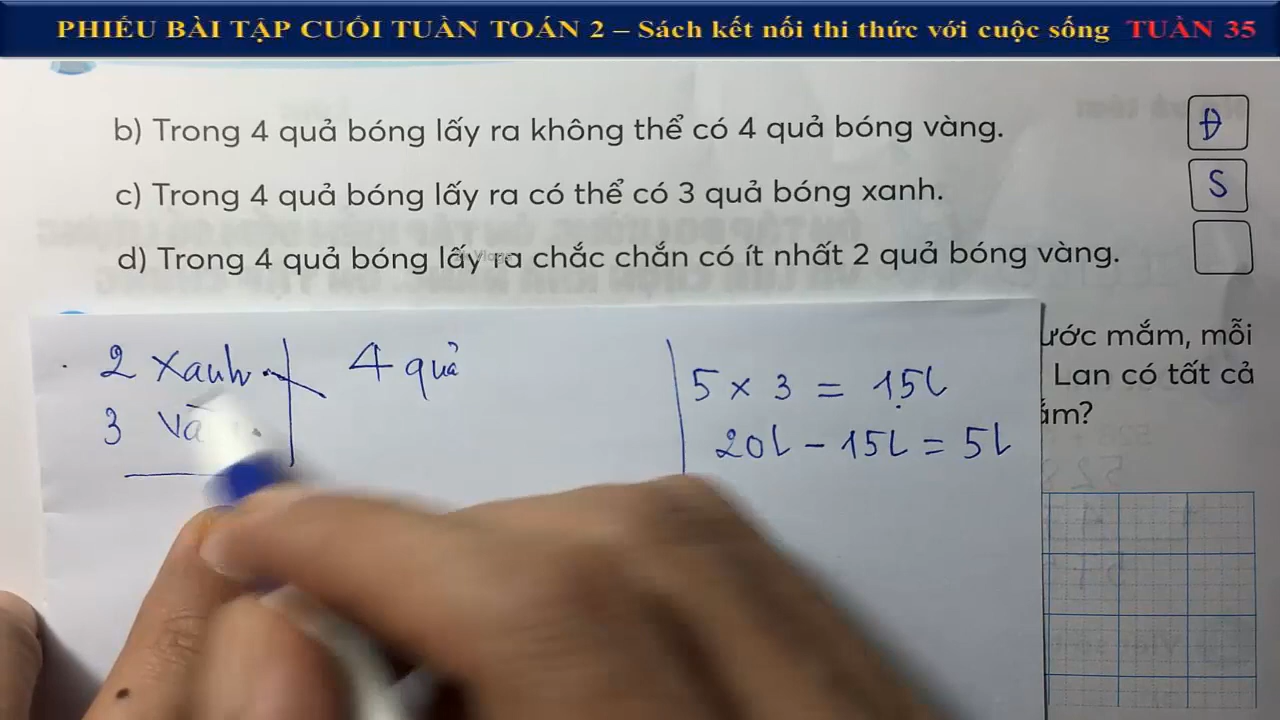 PHIẾU BÀI TẬP CUỐI TUẦN TOÁN 2 – Sách kết nối thi thức với cuộc sống TUẦN 35
b) Trong 4 quả bóng lấy ra không thể có 4 quả bóng vàng. Đ
c) Trong 4 quả bóng lấy ra có thể có 3 quả bóng xanh. S
d) Trong 4 quả bóng lấy ra chắc chắn có ít nhất 2 quả bóng vàng.
ước mắm, mỗi
Lan có tất cả
ắm?
2 xanh
3 và
4 quả
5 x 3 = 15l
20l - 15l = 5l